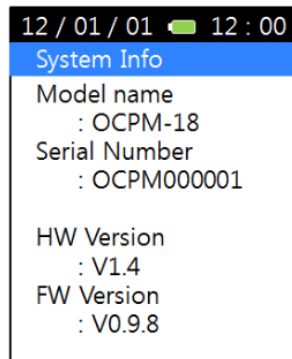 12 / 01 / 01 12 : 00
System Info
Model name
: OCPM-18
Serial Number
: OCPM000001
HW Version
: V1.4
FW Version
: V0.9.8